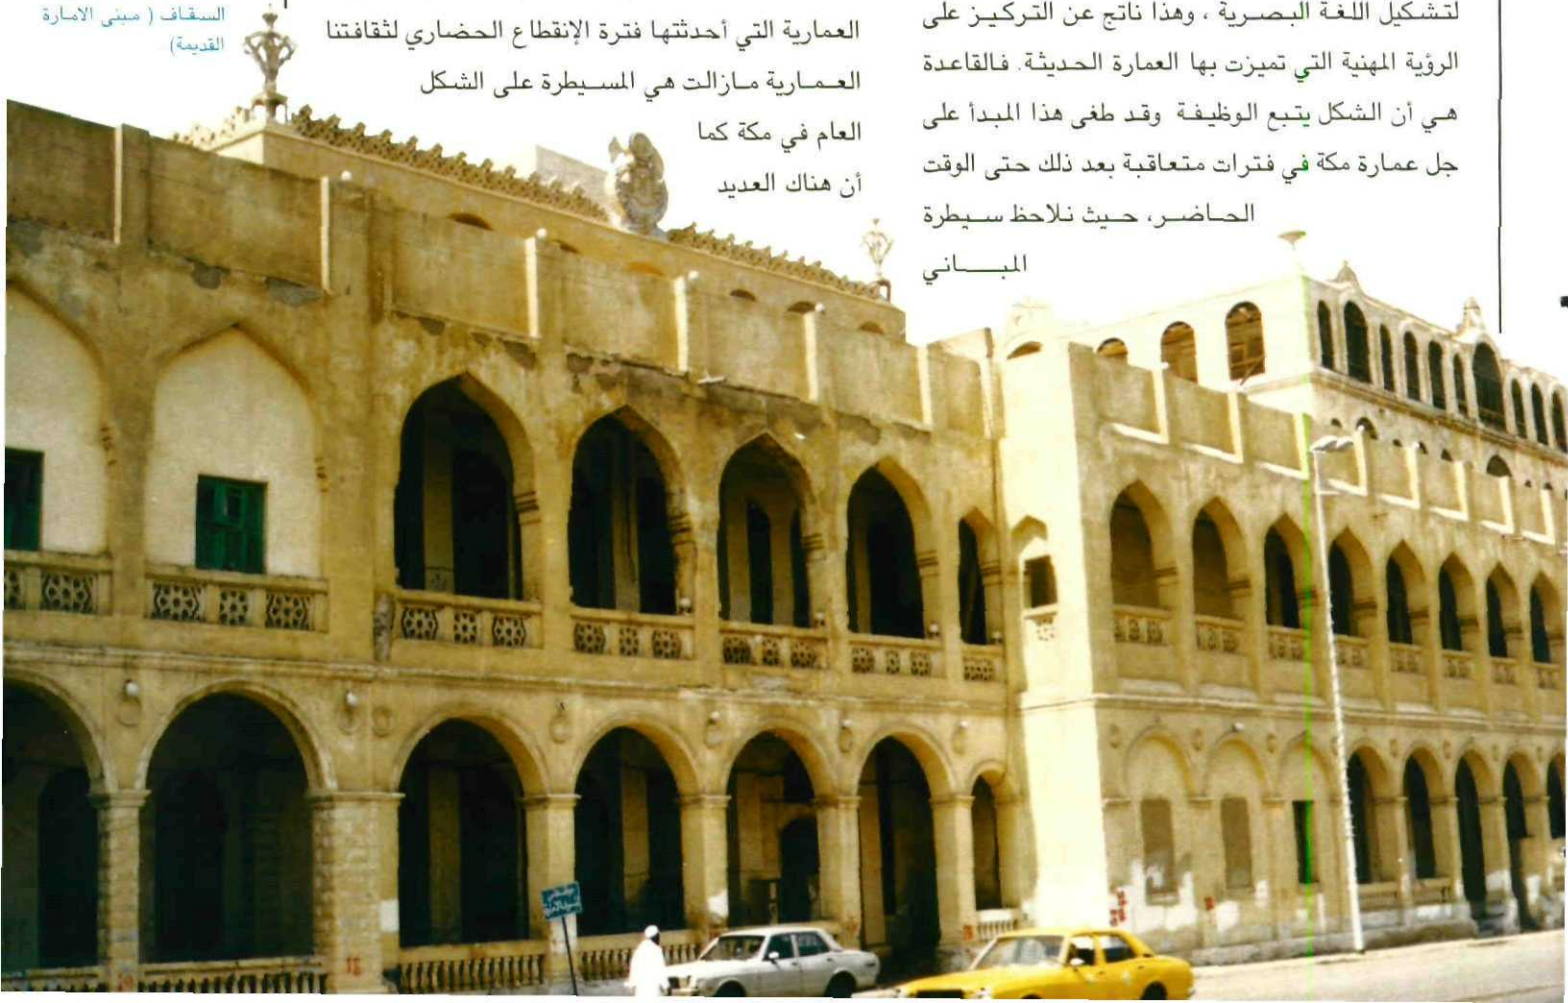 لتشكيل اللغة البصرية ، وهذا ناتج عن التركيز على
الرؤية المهنية التي تميزت بها العمارة الحديثة. فالقاعدة
هي أن الشكل يتبع الوظيفة وقد طغى هذا المبدأ على
جل عمارة مكة في فترات متعاقبة بعد ذلك حتى الوقت
الحاضر، حيث نلاحظ سيطرة
المباني
العمارية التي أحدثتها فترة الإنقطاع الحضاري لثقافتنا
العمارية مازالت هي المسيطرة على الشكل
العام في مكة كما
أن هناك العديد
السقاف ( مبنى الامارة
القديمة)